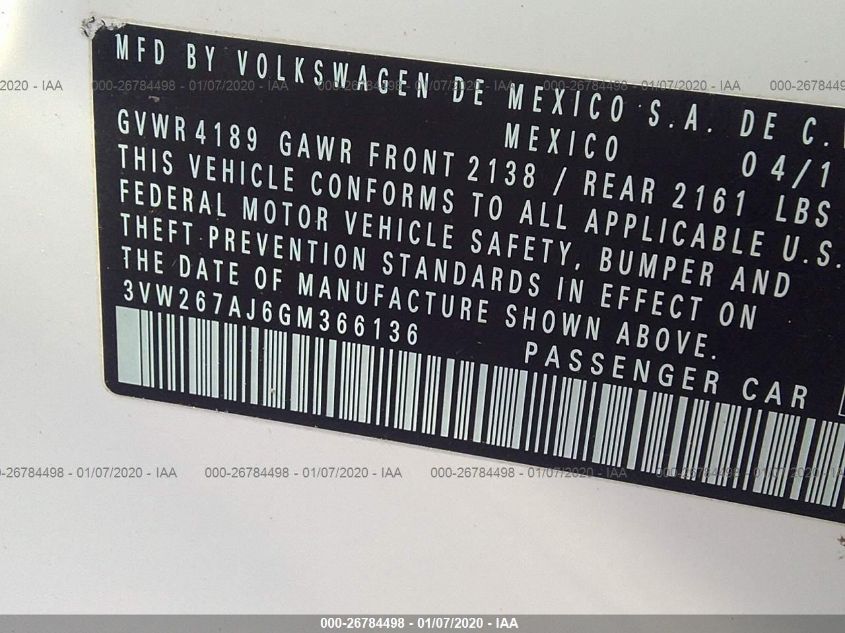 MFD BY VOLKSWAGEN DE MEXICO S.A. DE C.V
MEXICO 04/1
GVWR 4189 GAWR FRONT 2138 / REAR 2161 LBS
THIS VEHICLE CONFORMS TO ALL APPLICABLE U.S.
FEDERAL MOTOR VEHICLE SAFETY, BUMPER AND
THEFT PREVENTION STANDARDS IN EFFECT ON
THE DATE OF MANUFACTURE SHOWN ABOVE.
3VW267AJ6GM366136 PASSENGER CAR
000-26784498 - 01/07/2020 - IAA